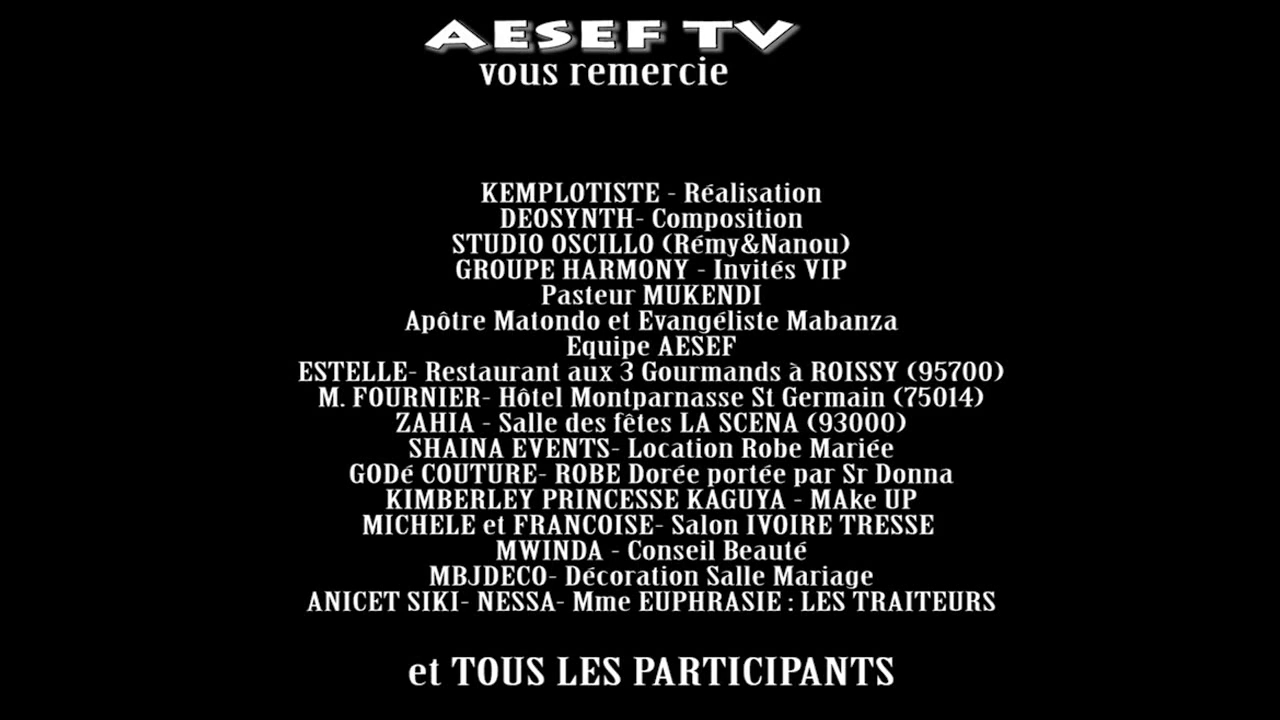 AESEF TV
vous remercie
KEMPLOTISTE - Réalisation
DEOSYNTH- Composition
STUDIO OSCILLO (Rémy&Nanou)
GROUPE HARMONY - Invités VIP
Pasteur MUKENDI
Apôtre Matondo et Evangéliste Mabanza
Equipe AESEF
ESTELLE- Restaurant aux 3 Gourmands à ROISSY (95700)
M. FOURNIER- Hôtel Montparnasse St Germain (75014)
ZAHIA - Salle des fêtes LA SCENA (93000)
SHAINA EVENTS- Location Robe Mariée
GODé COUTURE- ROBE Dorée portée par Sr Donna
KIMBERLEY PRINCESSE KAGUYA - MAke UP
MICHELE et FRANCOISE- Salon IVOIRE TRESSE
MWINDA - Conseil Beauté
MBJDECO- Décoration Salle Mariage
ANICET SIKI- NESSA- Mme EUPHRASIE : LES TRAITEURS
et TOUS LES PARTICIPANTS